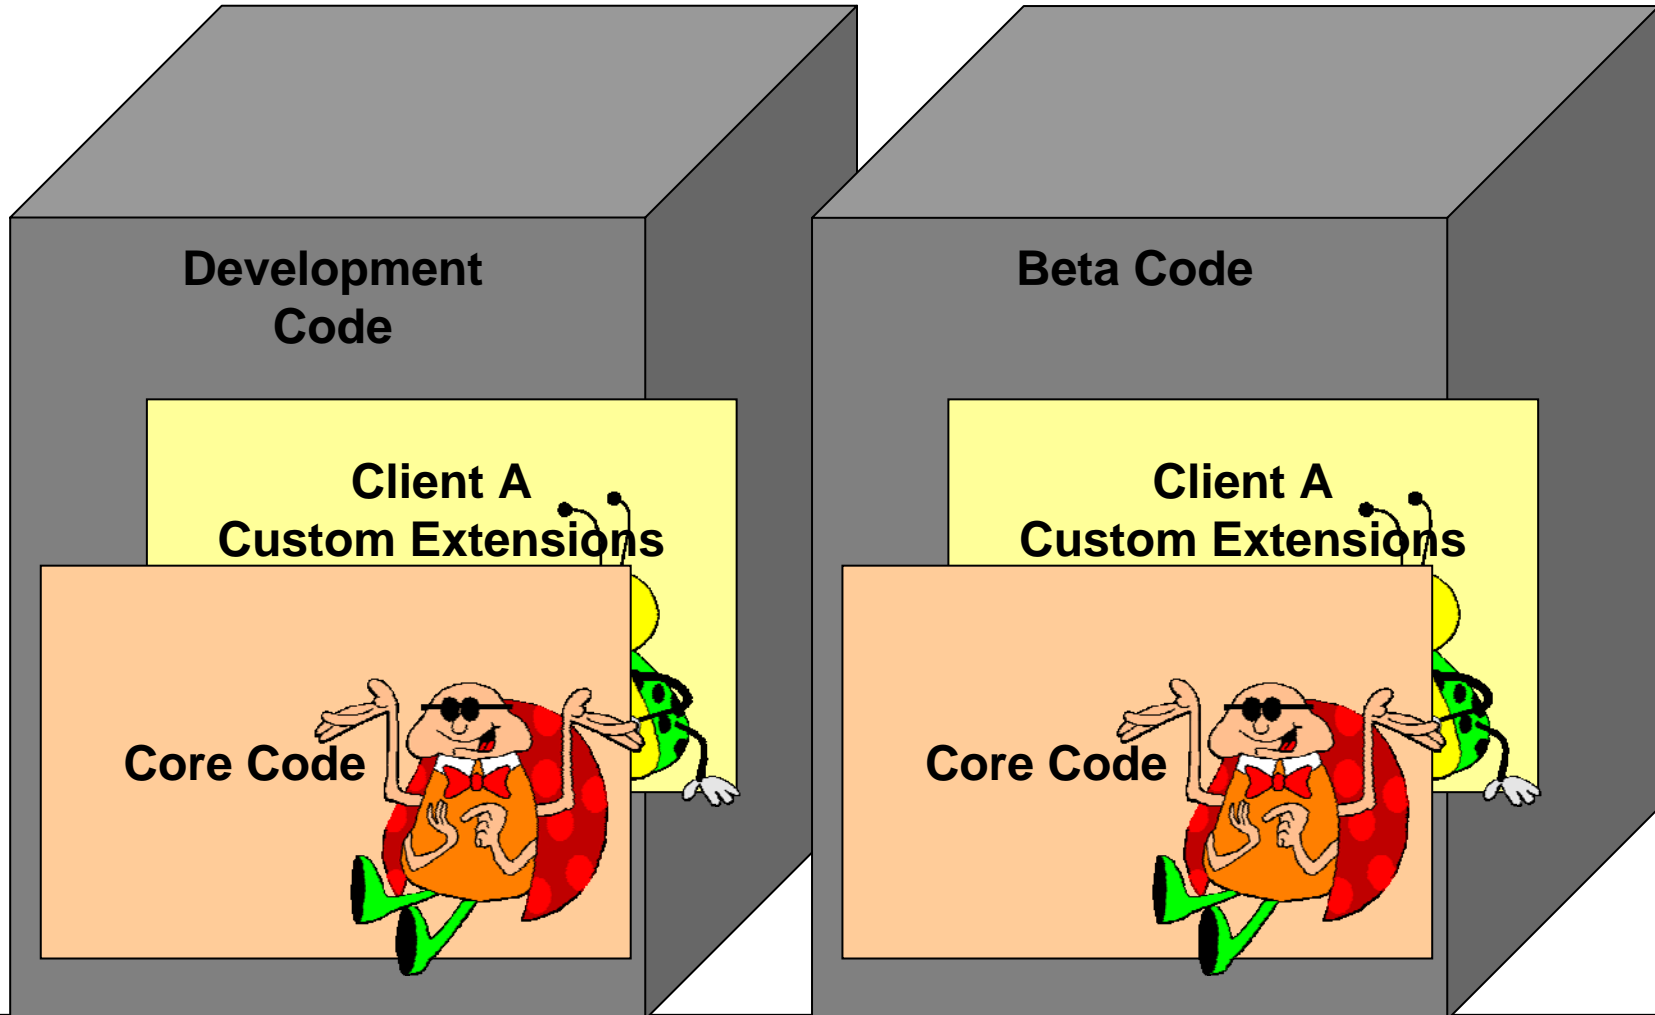 Development
Code
Client A
Custom Extensions
Core Code
Beta Code
Client A
Custom Extensions
Core Code